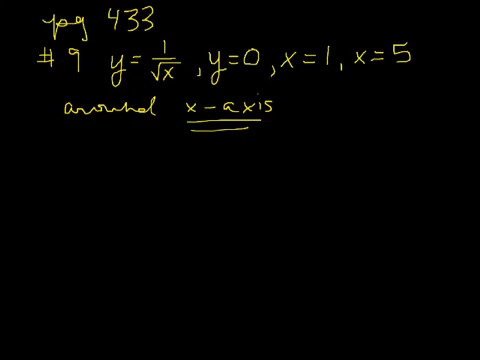 pg 433
# 9 y = 1/√x , y = 0 , x = 1 , x = 5
around x-axis